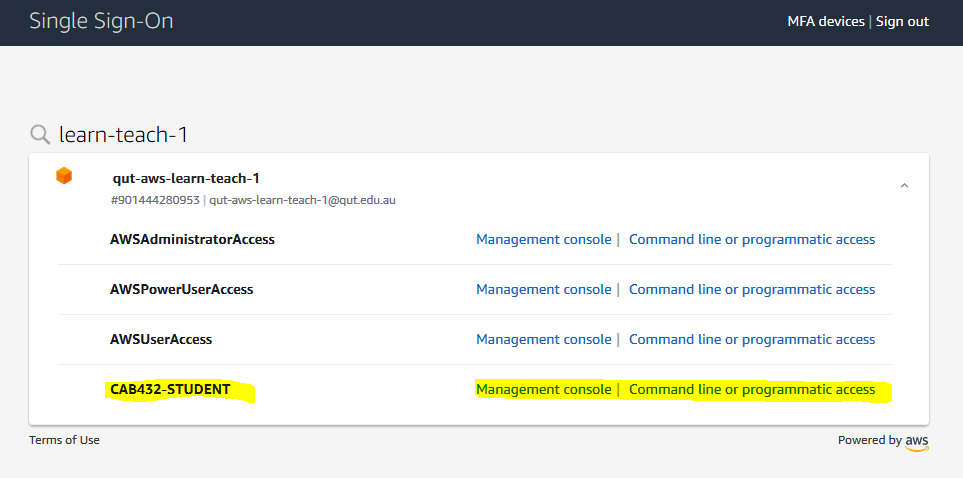 Single Sign-On
MFA devices | Sign out
learn-teach-1
qut-aws-learn-teach-1
#901444280953 | qut-aws-learn-teach-1@qut.edu.au
AWSAdministratorAccess Management console | Command line or programmatic access
AWSPowerUserAccess Management console | Command line or programmatic access
AWSUserAccess Management console | Command line or programmatic access
CAB432-STUDENT Management console | Command line or programmatic access
Terms of Use
Powered by aws